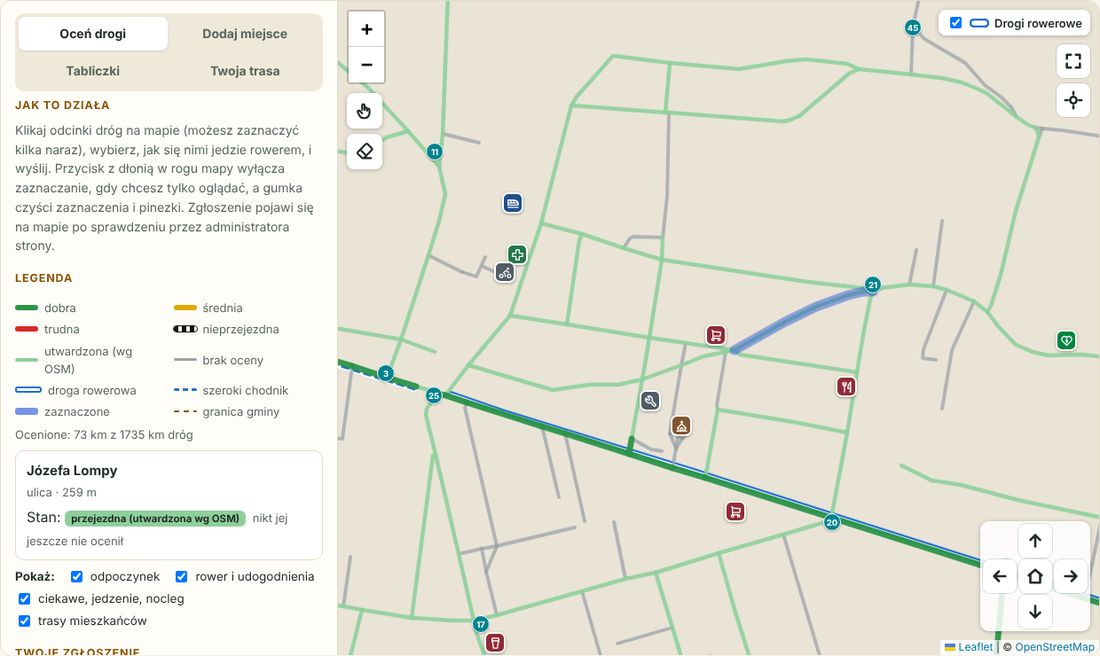 Oceń drogi
Dodaj miejsce
Tabliczki
Twoja trasa
JAK TO DZIAŁA
Klikaj odcinki dróg na mapie (możesz zaznaczyć
kilka naraz), wybierz, jak się nimi jedzie rowerem, i
wyślij. Przycisk z dłonią w rogu mapy wyłącza
zaznaczanie, gdy chcesz tylko oglądać, a gumka
czyści zaznaczenia i pinezki. Zgłoszenie pojawi się
na mapie po sprawdzeniu przez administratora
strony.
LEGENDA
dobra
średnia
trudna
nieprzejezdna
utwardzona (wg
OSM)
brak oceny
droga rowerowa
szeroki chodnik
zaznaczone
granica gminy
Ocenione: 73 km z 1735 km dróg
Józefa Lompy
ulica · 259 m
Stan: przejezdna (utwardzona wg OSM) nikt jej
jeszcze nie ocenił
Pokaż: odpoczynek rower i udogodnienia
ciekawe, jedzenie, nocleg
trasy mieszkańców
TWOJE ZGŁOSZENIE
+
−
Drogi rowerowe
45
11
21
3
25
20
17
Leaflet | © OpenStreetMap